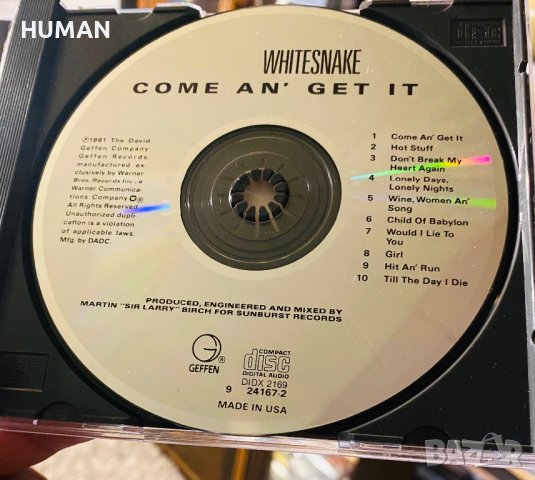 HUMAN
WHITESNAKE
COME AN' GET IT
℗1981 The David
Geffen Company
Geffen Records,
manufactured ex-
clusively by Warner
Bros. Records Inc., a
Warner Communica-
tions Company
All Rights Reserved.
Unauthorized dupli-
cation is a violation
of applicable laws.
Mfg. by DADC.
1 Come An' Get It
2 Hot Stuff
3 Don't Break My
Heart Again
4 Lonely Days,
Lonely Nights
5 Wine, Women An'
Song
6 Child Of Babylon
7 Would I Lie To
You
8 Girl
9 Hit An' Run
10 Till The Day I Die
PRODUCED, ENGINEERED AND MIXED BY
MARTIN "SIR LARRY" BIRCH FOR SUNBURST RECORDS
GEFFEN®
COMPACT
disc
DIGITAL AUDIO
DIDX 2169
9 24167-2
MADE IN USA
BAZAR